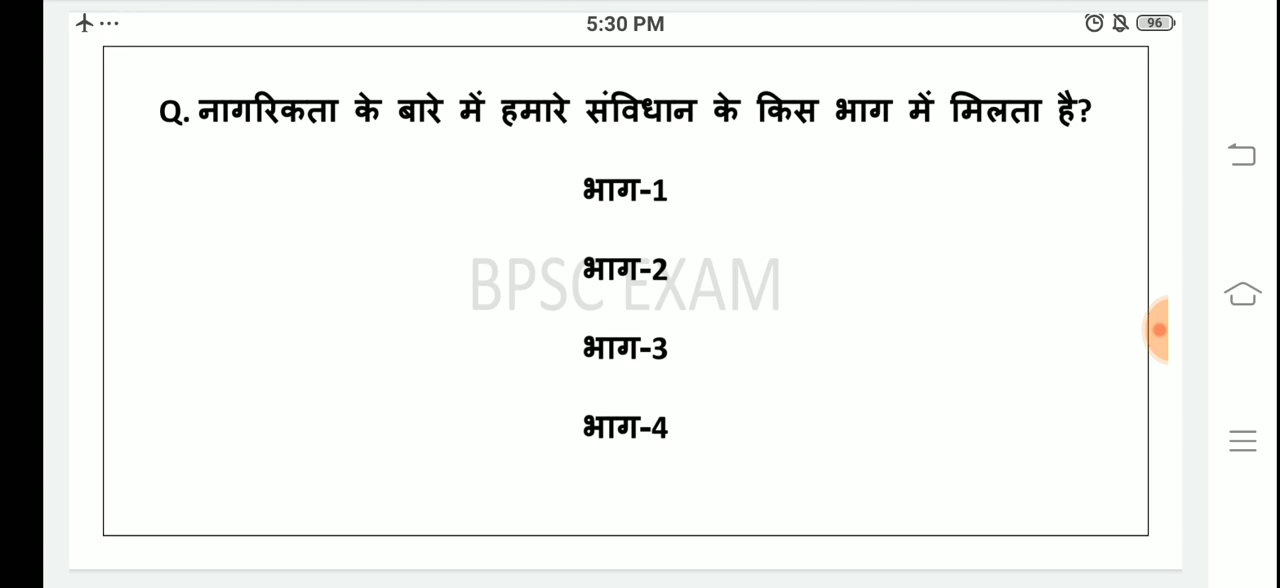 5:30 PM
96
Q. नागरिकता के बारे में हमारे संविधान के किस भाग में मिलता है?
भाग-1
भाग-2
BPSC EXAM
भाग-3
भाग-4